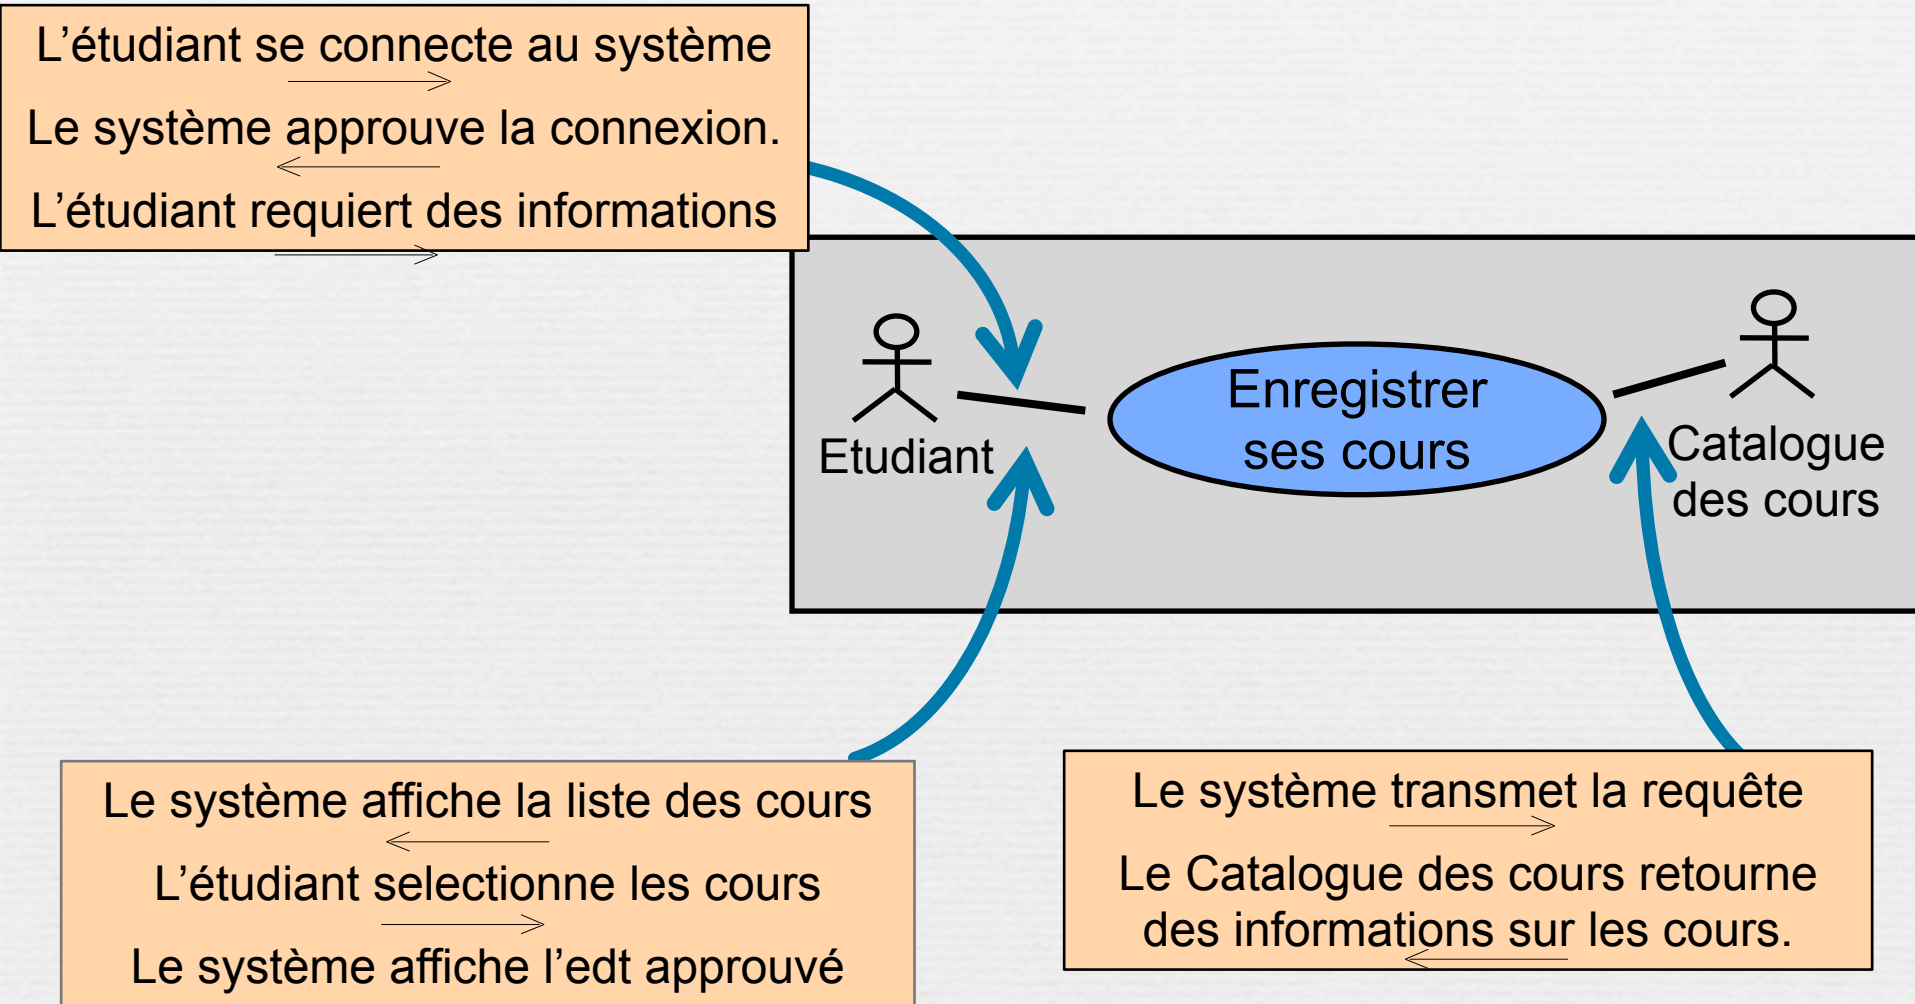 L’étudiant se connecte au système
Le système approuve la connexion.
L’étudiant requiert des informations
Etudiant
Enregistrer
ses cours
Catalogue
des cours
Le système affiche la liste des cours
L’étudiant selectionne les cours
Le système affiche l’edt approuvé
Le système transmet la requête
Le Catalogue des cours retourne
des informations sur les cours.